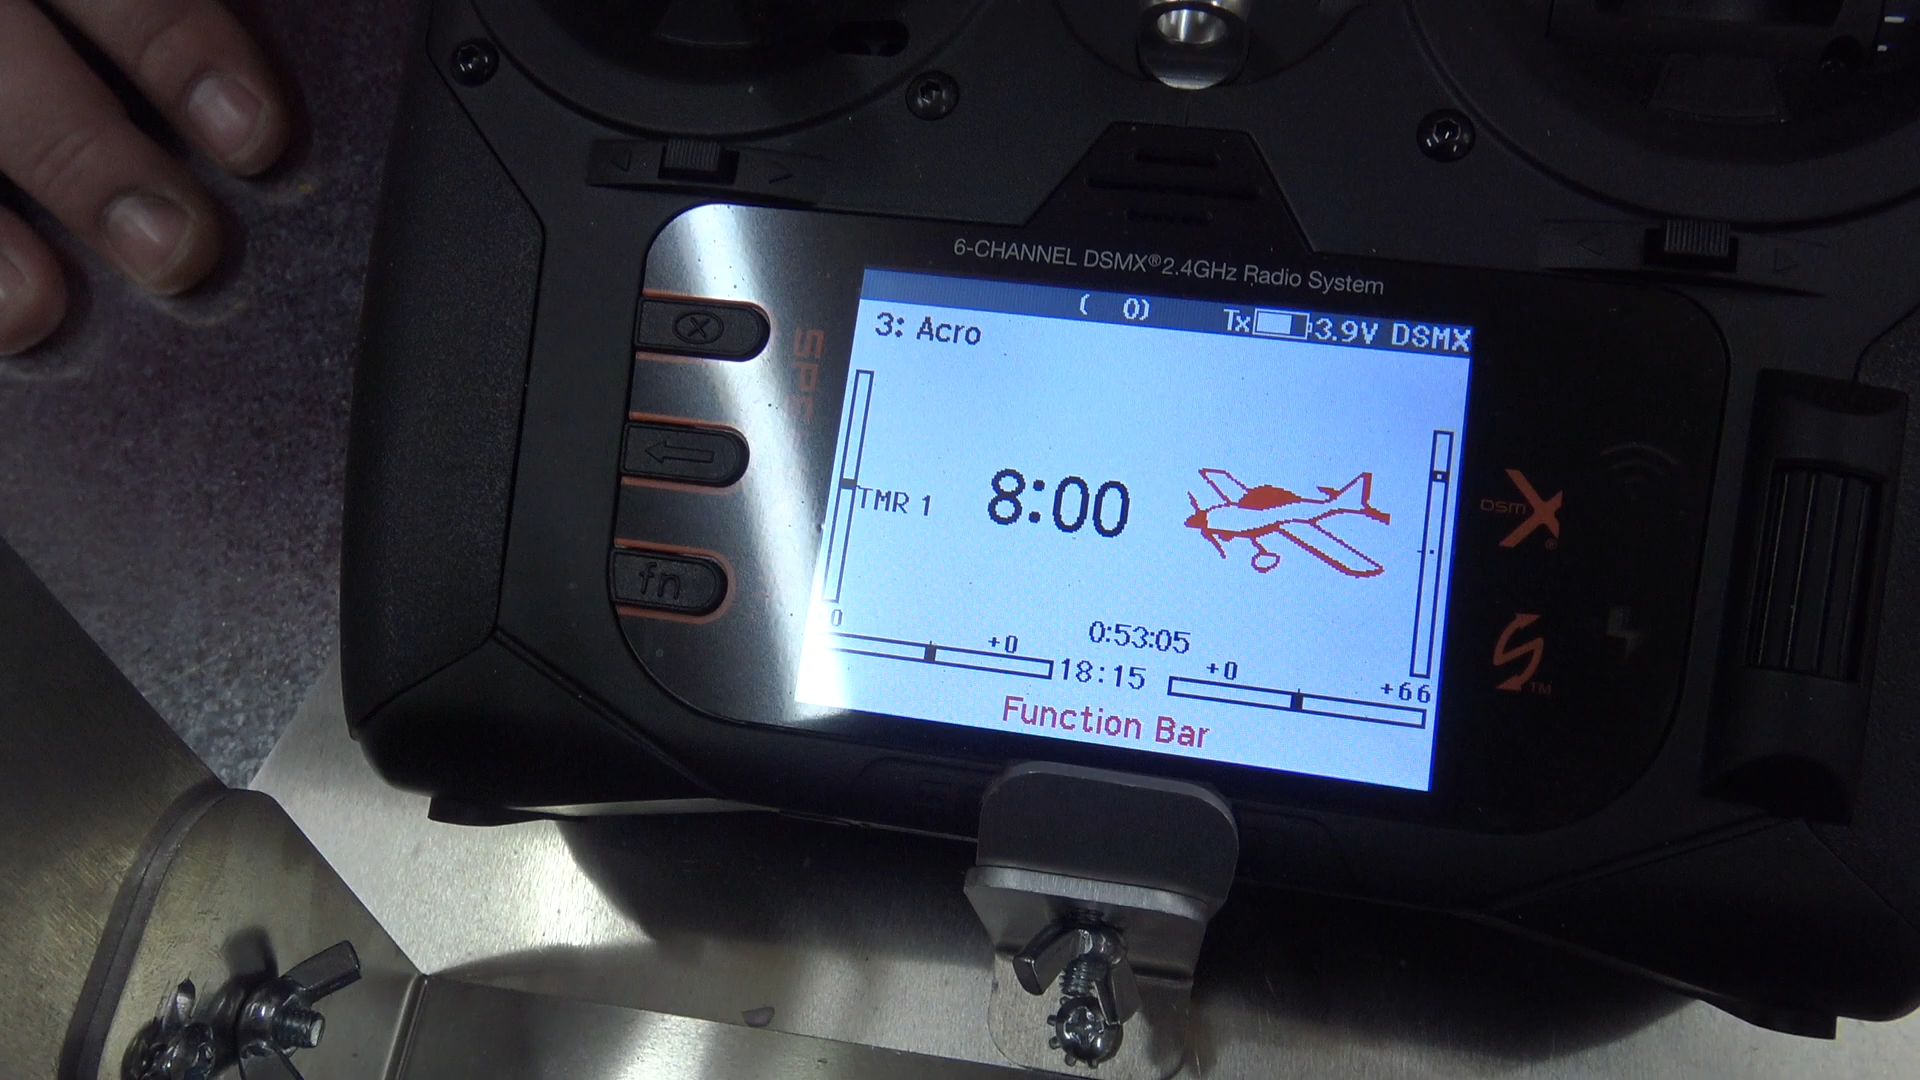 6-CHANNEL DSMX® 2.4GHz Radio System
( 0) Tx 3.9V DSMX
3: Acro
TMR 1 8:00
0 +0 0:53:05 +0 +66
18:15
Function Bar
fn
DSMX®
TM